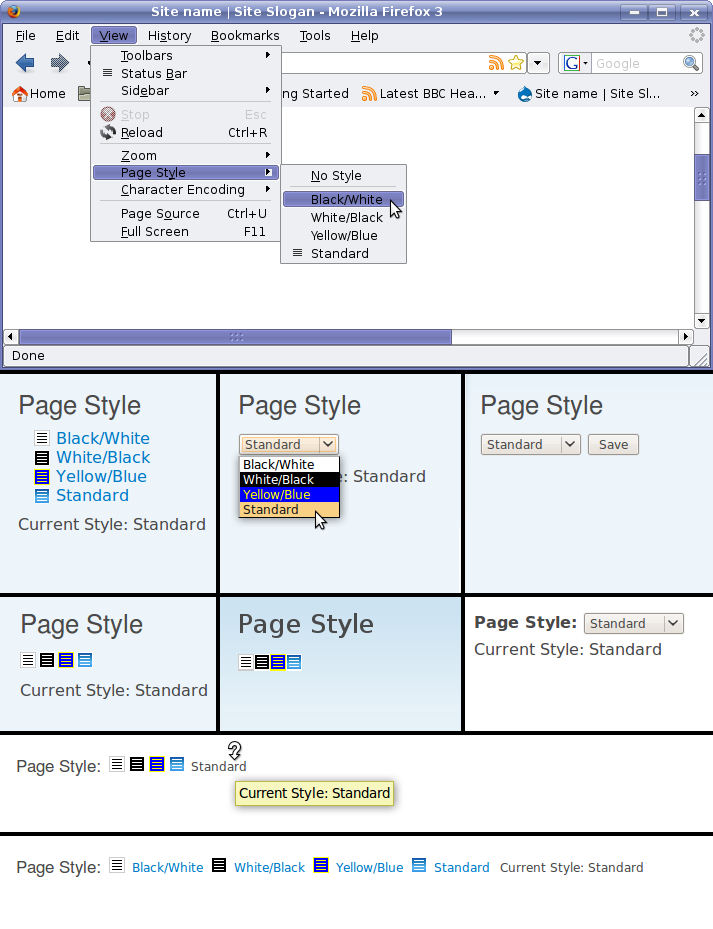 Site name | Site Slogan - Mozilla Firefox 3
File Edit View History Bookmarks Tools Help
Toolbars
Status Bar
Sidebar
G Google
Home
ng Started Latest BBC Hea... Site name | Site Sl... »
Stop Esc
Reload Ctrl+R
Zoom
Page Style
Character Encoding
Page Source Ctrl+U
Full Screen F11
No Style
Black/White
White/Black
Yellow/Blue
Standard
Done
Page Style
Black/White
White/Black
Yellow/Blue
Standard
Current Style: Standard
Page Style
Standard
Black/White
White/Black
Yellow/Blue
Standard
: Standard
Page Style
Standard Save
Page Style
Current Style: Standard
Page Style
Page Style: Standard
Current Style: Standard
Page Style: Standard
Current Style: Standard
Page Style: Black/White White/Black Yellow/Blue Standard Current Style: Standard